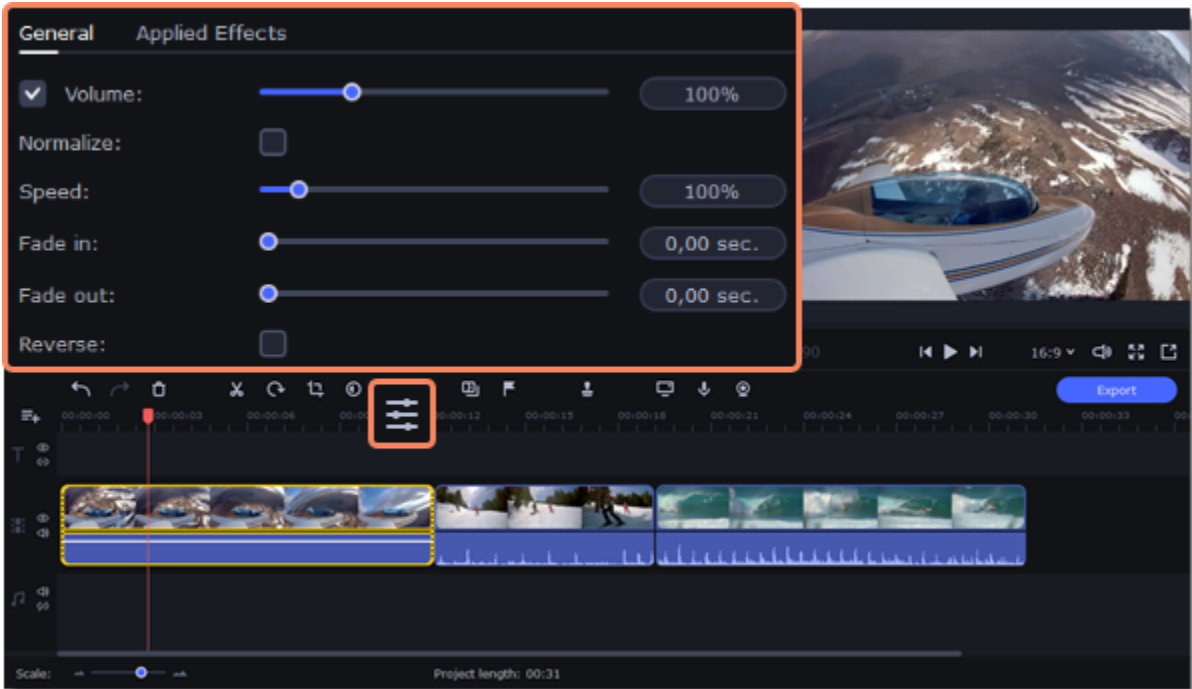 General Applied Effects
Volume: 100%
Normalize:
Speed: 100%
Fade in: 0,00 sec.
Fade out: 0,00 sec.
Reverse:
90
16:9
Export
00:00:00 00:00:03 00:00:06 00:00:12 00:00:15 00:00:18 00:00:21 00:00:24 00:00:27 00:00:30 00:00:33
T
Scale: Project length: 00:31